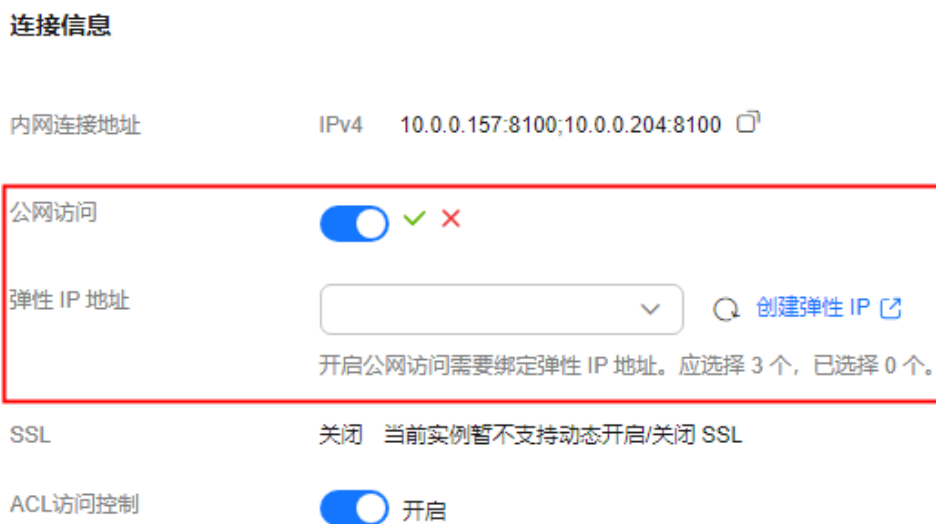 连接信息
内网连接地址 IPv4 10.0.0.157:8100;10.0.0.204:8100
公网访问
弹性 IP 地址 创建弹性 IP
开启公网访问需要绑定弹性 IP 地址。应选择 3 个，已选择 0 个。
SSL 关闭 当前实例暂不支持动态开启/关闭 SSL
ACL访问控制 开启